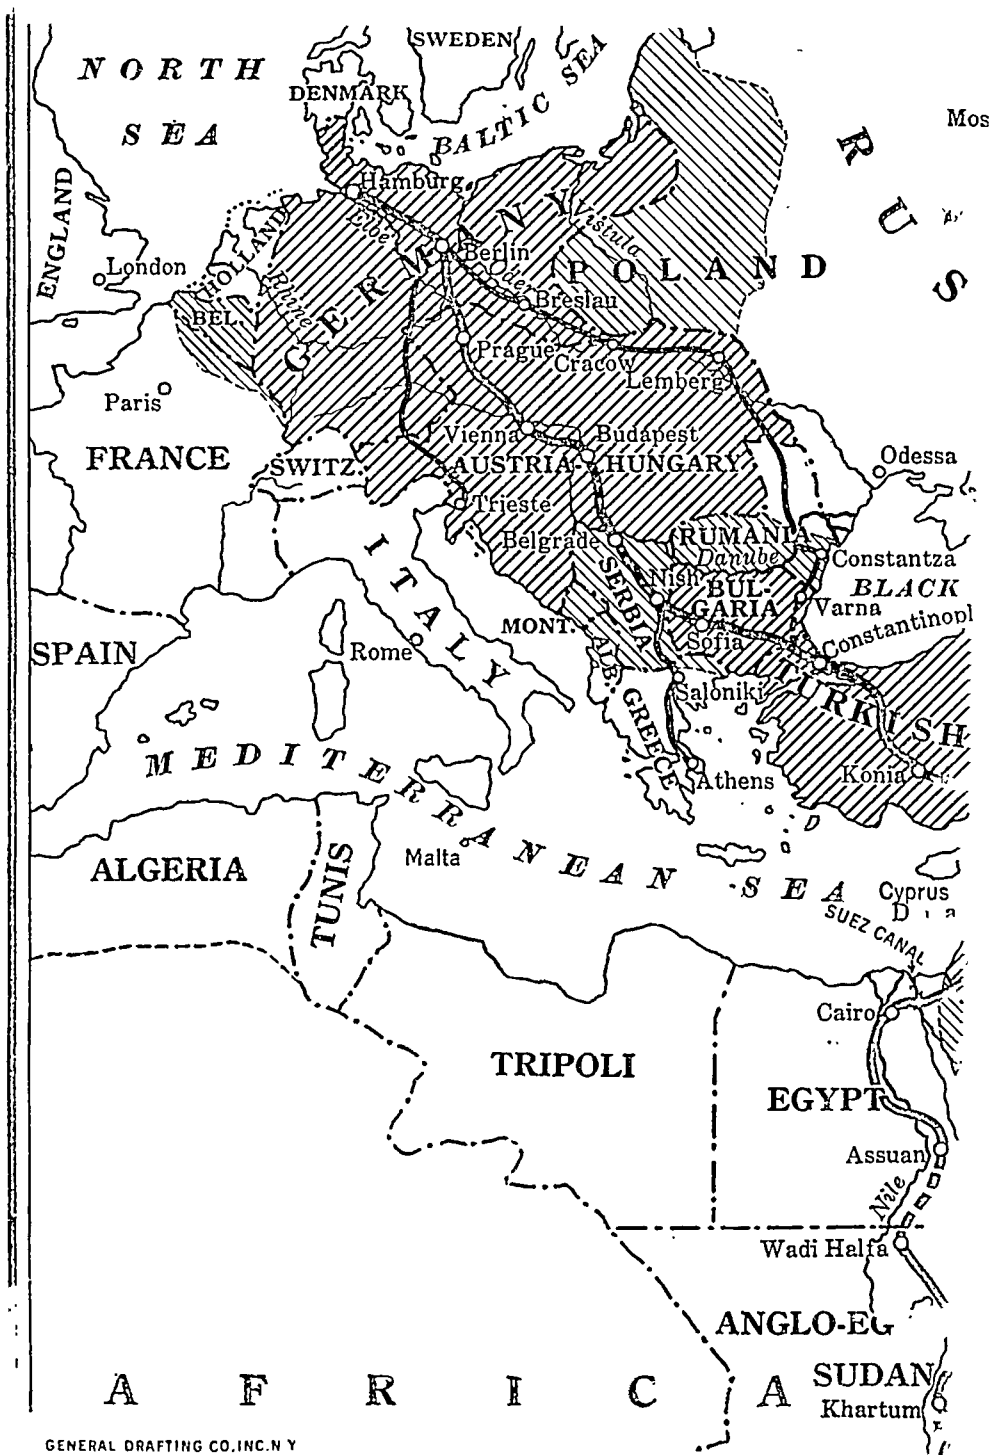 SWEDEN
NORTH
SEA
DENMARK
BALTIC SEA
Mos
RUS
Hamburg
ENGLAND
London
HOLLAND
Elbe
GERMANY
Vistula
Berlin
Oder
POLAND
BEL.
Rhine
Breslau
Prague
Cracow
Lemberg
Paris
FRANCE
Vienna
Budapest
SWITZ.
AUSTRIA-HUNGARY
Odessa
Trieste
Belgrade
RUMANIA
Danube
Constantza
ITALY
SERBIA
Nish
BUL-
GARIA
BLACK
Varna
MONT.
Sofia
Constantinopl
SPAIN
Rome
ALB.
Saloniki
TURKISH
GREECE
Athens
Konia
MEDITERRANEAN SEA
ALGERIA
TUNIS
Malta
Cyprus
SUEZ CANAL
Cairo
TRIPOLI
EGYPT
Assuan
Nile
Wadi Halfa
ANGLO-EG
SUDAN
Khartum
AFRICA
GENERAL DRAFTING CO.INC.N Y